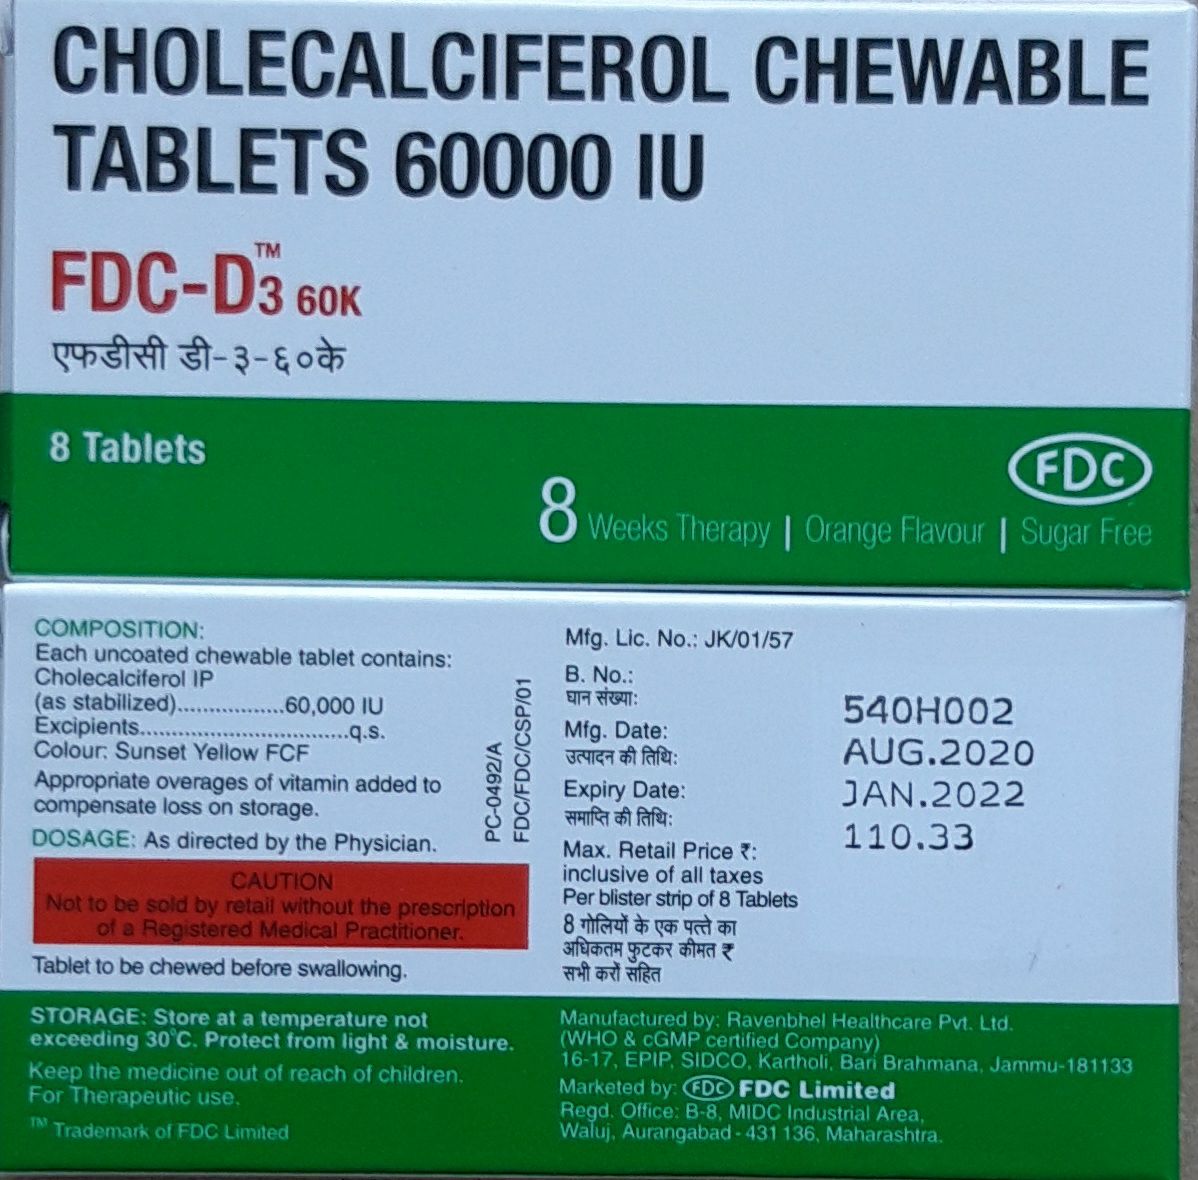 CHOLECALCIFEROL CHEWABLE
TABLETS 60000 IU
FDC-D3™ 60K
एफडीसी डी-३-६०के
8 Tablets
FDC
8 Weeks Therapy | Orange Flavour | Sugar Free
COMPOSITION:
Each uncoated chewable tablet contains:
Cholecalciferol IP
(as stabilized).................60,000 IU
Excipients.................................q.s.
Colour: Sunset Yellow FCF
Appropriate overages of vitamin added to
compensate loss on storage.
DOSAGE: As directed by the Physician.
CAUTION
Not to be sold by retail without the prescription
of a Registered Medical Practitioner.
Tablet to be chewed before swallowing.
PC-0492/A
FDC/FDC/CSP/01
Mfg. Lic. No.: JK/01/57
B. No.:
घान संख्या:
540H002
Mfg. Date:
उत्पादन की तिथि:
AUG.2020
Expiry Date:
समाप्ति की तिथि:
JAN.2022
Max. Retail Price ₹:
110.33
inclusive of all taxes
Per blister strip of 8 Tablets
8 गोलियों के एक पत्ते का
अधिकतम फुटकर कीमत ₹
सभी करों सहित
STORAGE: Store at a temperature not
exceeding 30°C. Protect from light & moisture.
Keep the medicine out of reach of children.
For Therapeutic use.
™ Trademark of FDC Limited
Manufactured by: Ravenbhel Healthcare Pvt. Ltd.
(WHO & cGMP certified Company)
16-17, EPIP, SIDCO, Kartholi, Bari Brahmana, Jammu-181133
Marketed by: FDC FDC Limited
Regd. Office: B-8, MIDC Industrial Area,
Waluj, Aurangabad - 431 136, Maharashtra.